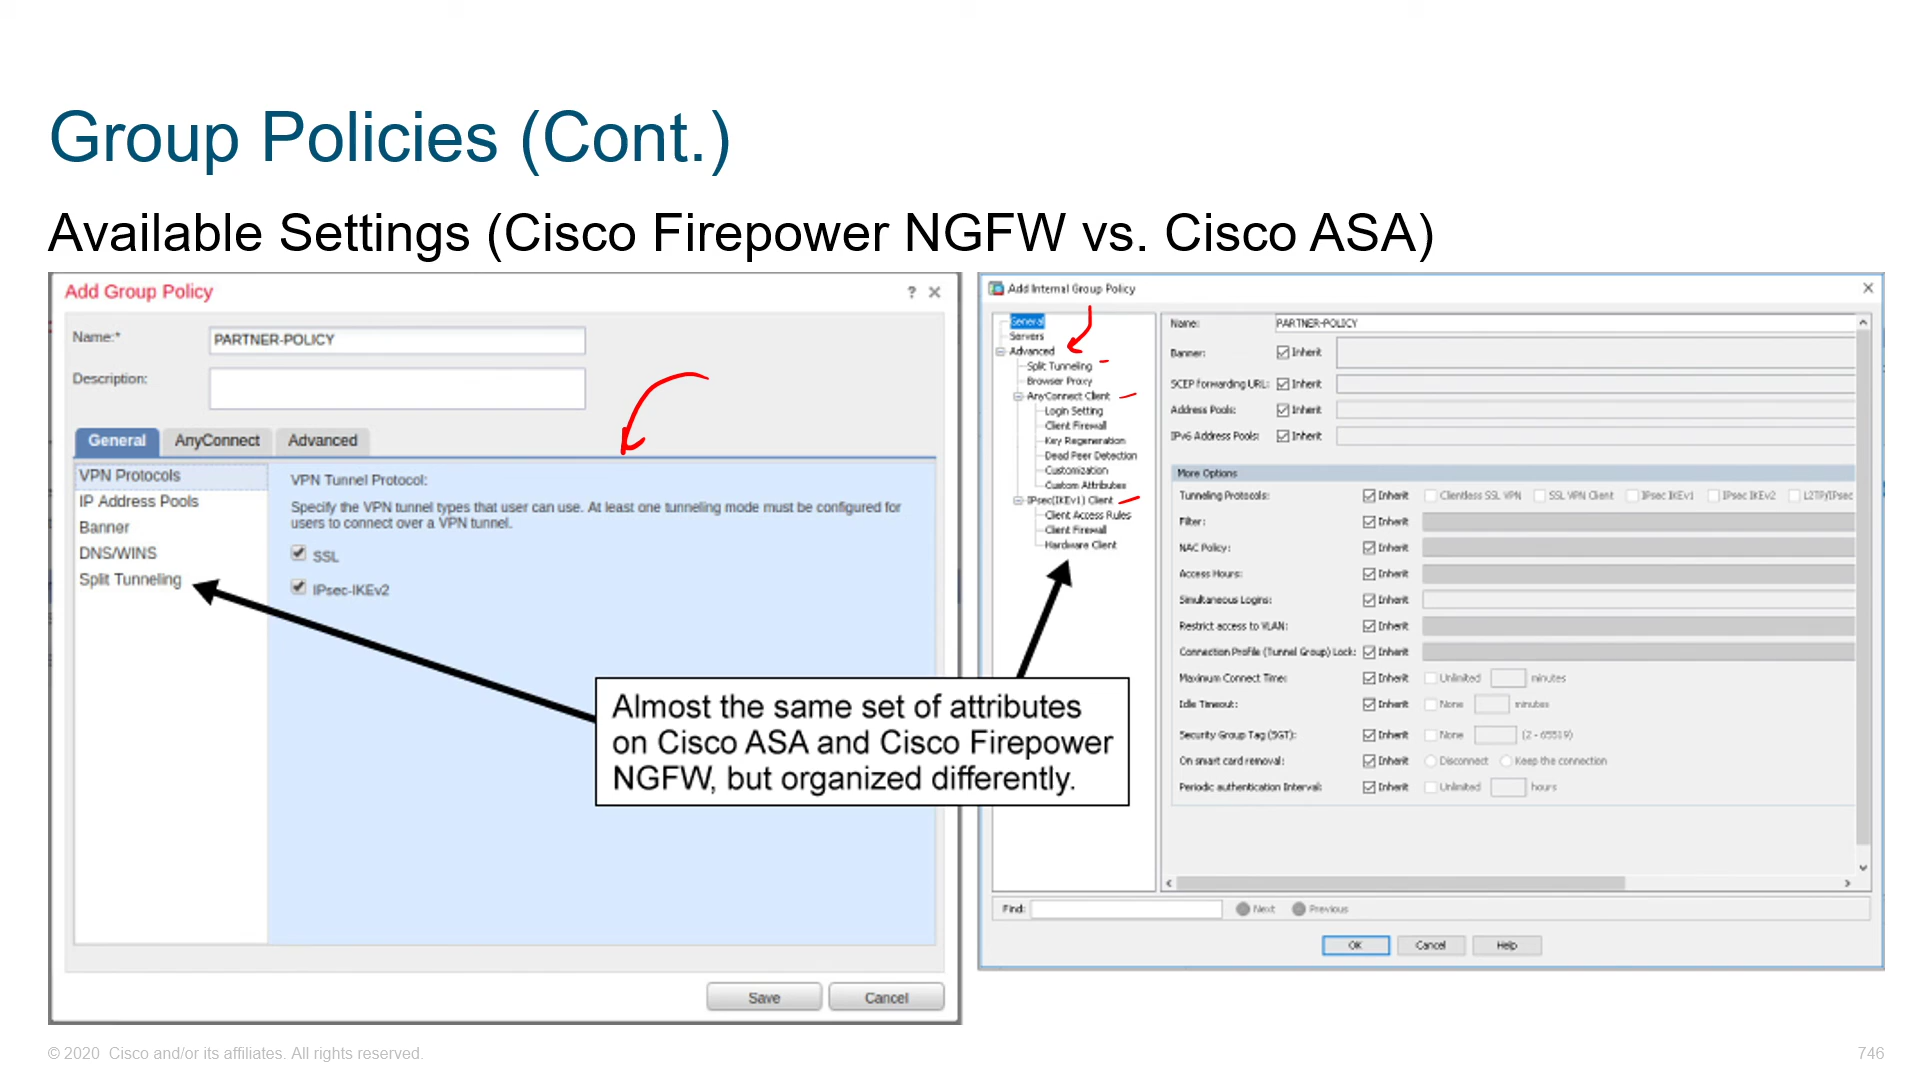 Group Policies (Cont.)
Available Settings (Cisco Firepower NGFW vs. Cisco ASA)
Add Group Policy
? ×
Name:*
PARTNER-POLICY
Description:
General
AnyConnect
Advanced
VPN Protocols
IP Address Pools
Banner
DNS/WINS
Split Tunneling
VPN Tunnel Protocol:
Specify the VPN tunnel types that user can use. At least one tunneling mode must be configured for
users to connect over a VPN tunnel.
SSL
IPsec-IKEv2
Save
Cancel
Almost the same set of attributes
on Cisco ASA and Cisco Firepower
NGFW, but organized differently.
Add Internal Group Policy
General
Servers
Advanced
Split Tunneling
Browser Proxy
AnyConnect Client
Login Setting
Client Firewall
Key Regeneration
Dead Peer Detection
Customization
Custom Attributes
IPsec(IKEv1) Client
Client Access Rules
Client Firewall
Hardware Client
Name: PARTNER-POLICY
Banner: Inherit
SCEP forwarding URL: Inherit
Address Pools: Inherit
IPv6 Address Pools: Inherit
More Options
Tunneling Protocols: Inherit Clientless SSL VPN SSL VPN Client IPsec IKEv1 IPsec IKEv2 L2TP/IPsec
Filter: Inherit
NAC Policy: Inherit
Access Hours: Inherit
Simultaneous Logins: Inherit
Restrict access to VLAN: Inherit
Connection Profile (Tunnel Group) Lock: Inherit
Maximum Connect Time: Inherit Unlimited minutes
Idle Timeout: Inherit None minutes
Security Group Tag (SGT): Inherit None (2 - 65519)
On smart card removal: Inherit Disconnect Keep the connection
Periodic authentication Interval: Inherit Unlimited hours
Find: Next Previous
OK Cancel Help
© 2020 Cisco and/or its affiliates. All rights reserved.
746